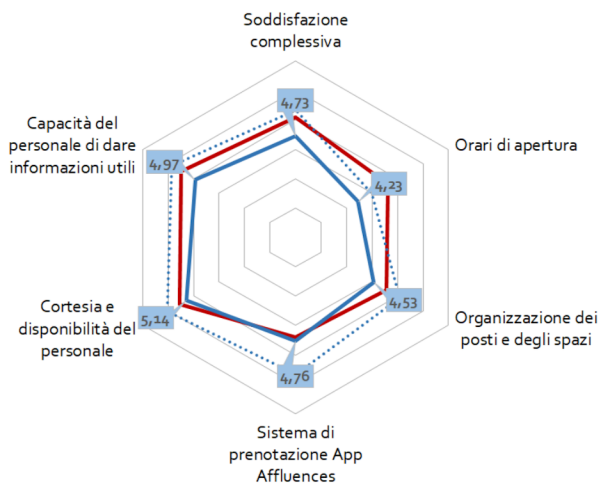 Soddisfazione
complessiva
4,73
Capacità del
personale di dare
informazioni utili
4,97
Orari di apertura
4,23
Cortesia e
disponibilità del
personale
5,14
4,53
Organizzazione dei
posti e degli spazi
4,76
Sistema di
prenotazione App
Affluences